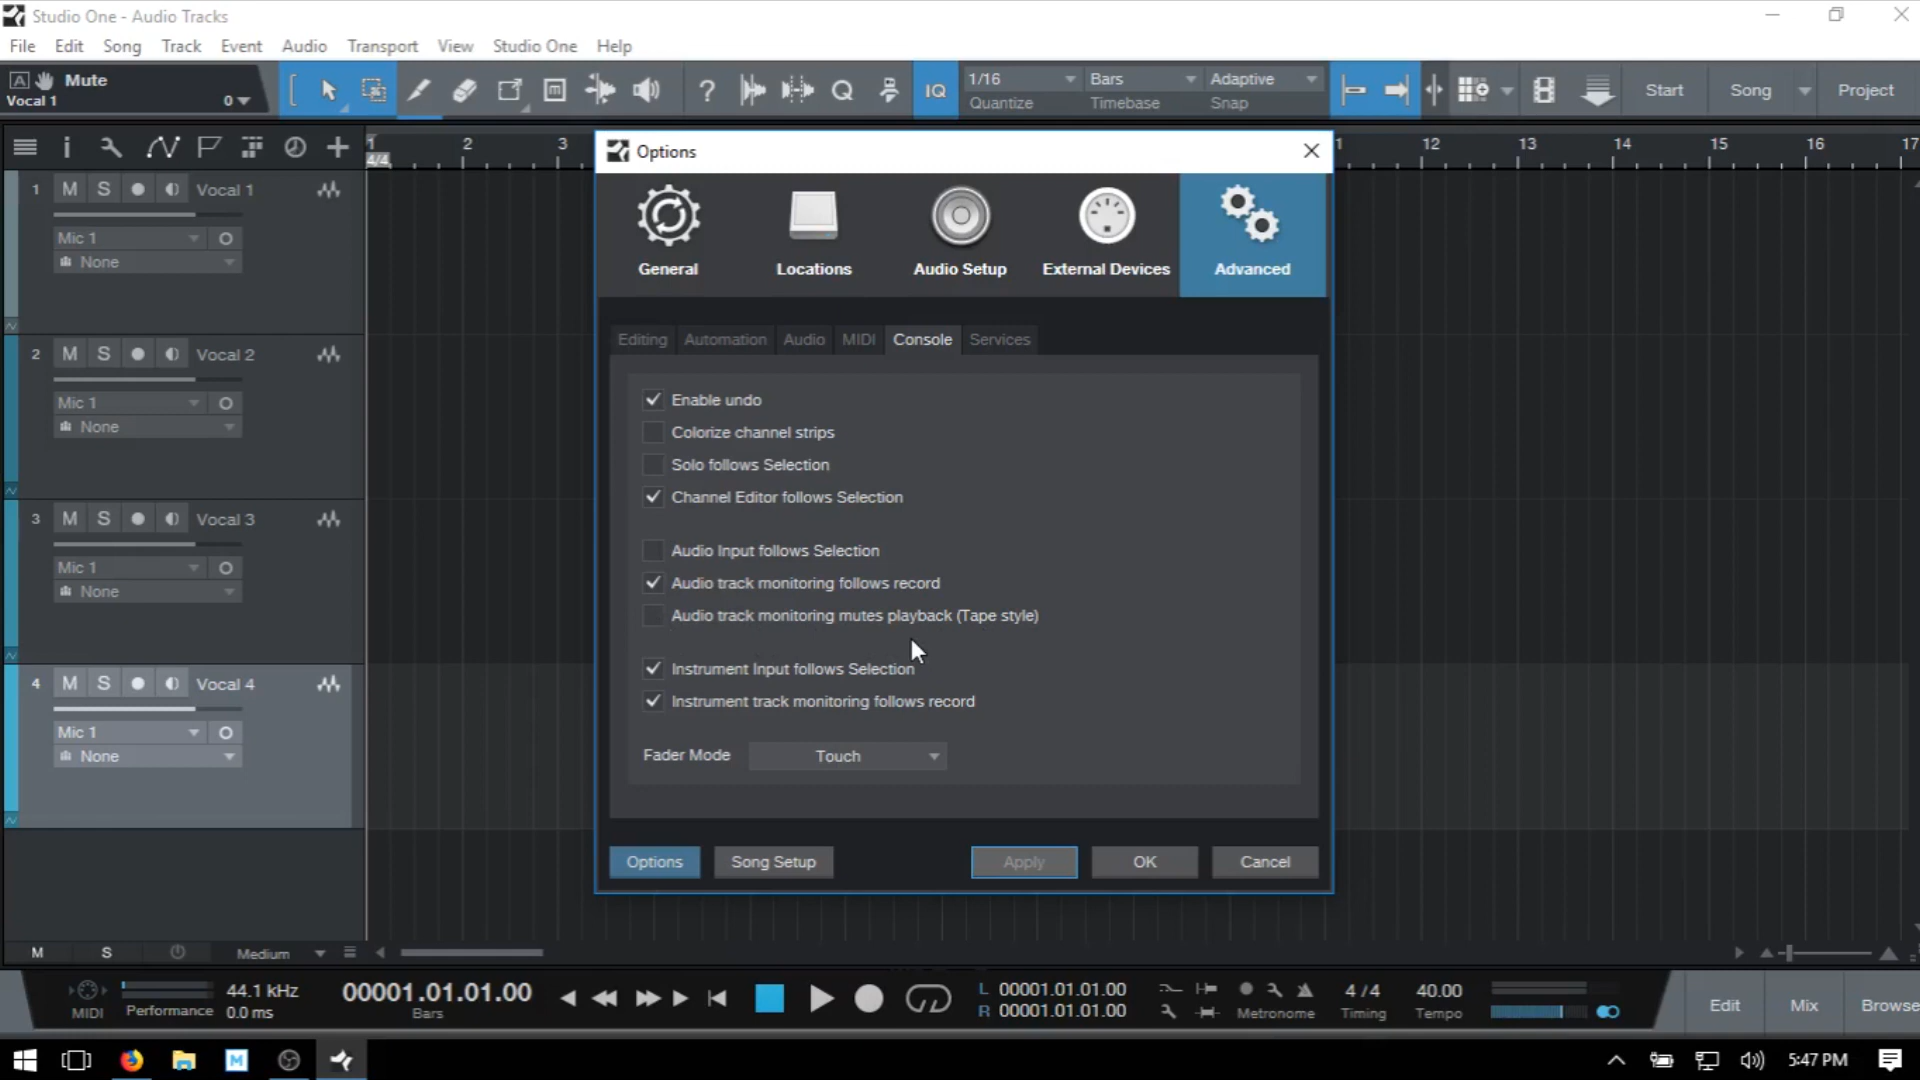 Studio One - Audio Tracks
File Edit Song Track Event Audio Transport View Studio One Help
A Mute
Vocal 1 0
1/16 Bars Adaptive
Quantize Timebase Snap
? Q IQ Start Song Project
1 2 3 11 12 13 14 15 16 17
4/4
1 M S Vocal 1
Mic 1
None
2 M S Vocal 2
Mic 1
None
3 M S Vocal 3
Mic 1
None
4 M S Vocal 4
Mic 1
None
Options
General Locations Audio Setup External Devices Advanced
Editing Automation Audio MIDI Console Services
Enable undo
Colorize channel strips
Solo follows Selection
Channel Editor follows Selection
Audio Input follows Selection
Audio track monitoring follows record
Audio track monitoring mutes playback (Tape style)
Instrument Input follows Selection
Instrument track monitoring follows record
Fader Mode Touch
Options Song Setup Apply OK Cancel
M S Medium
MIDI Performance 44.1 kHz
0.0 ms
00001.01.01.00
Bars
L 00001.01.01.00
R 00001.01.01.00
Metronome
4 / 4
Timing
40.00
Tempo
Edit Mix Browse
M 5:47 PM